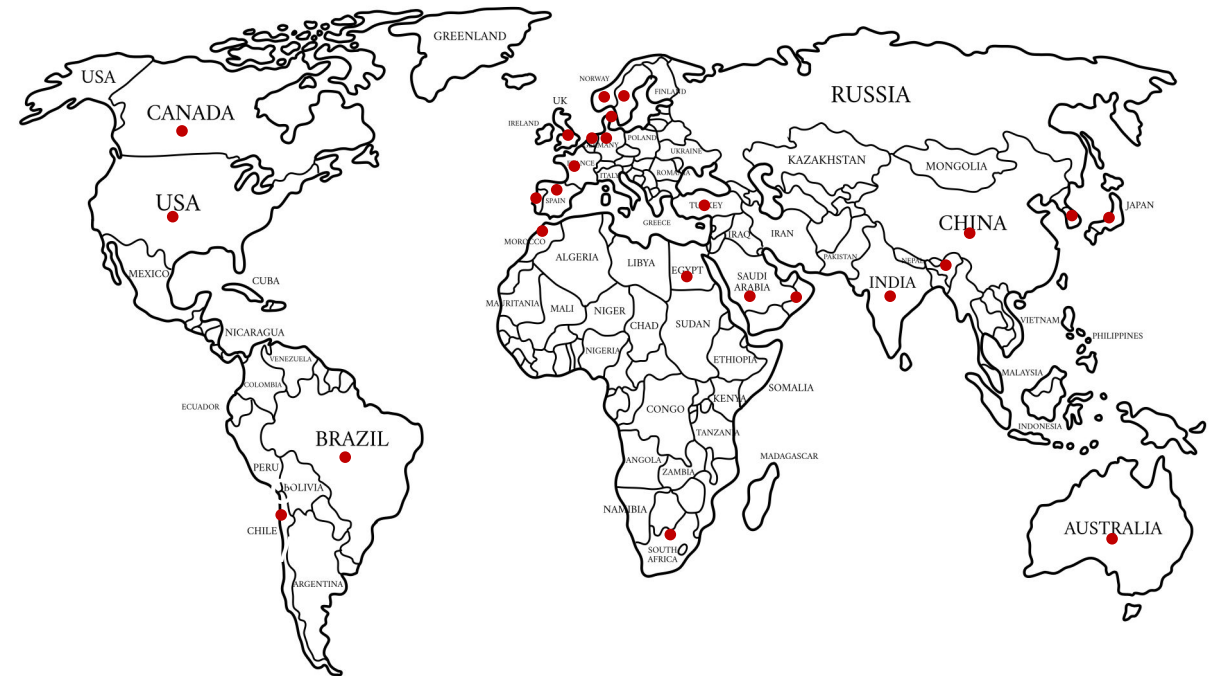 GREENLAND
USA
CANADA
NORWAY
FINLAND
RUSSIA
UK
IRELAND
POLAND
UKRAINE
FRANCE
ROMANIA
ITALY
KAZAKHSTAN
MONGOLIA
USA
SPAIN
TURKEY
GREECE
CHINA
JAPAN
MOROCCO
IRAQ
IRAN
ALGERIA
LIBYA
EGYPT
PAKISTAN
NEPAL
MEXICO
CUBA
SAUDI
ARABIA
INDIA
MAURITANIA
MALI
NIGER
CHAD
SUDAN
VIETNAM
PHILIPPINES
NICARAGUA
VENEZUELA
NIGERIA
ETHIOPIA
MALAYSIA
COLOMBIA
SOMALIA
KENYA
ECUADOR
CONGO
INDONESIA
TANZANIA
BRAZIL
PERU
ANGOLA
ZAMBIA
MADAGASCAR
BOLIVIA
NAMIBIA
CHILE
SOUTH
AFRICA
AUSTRALIA
ARGENTINA